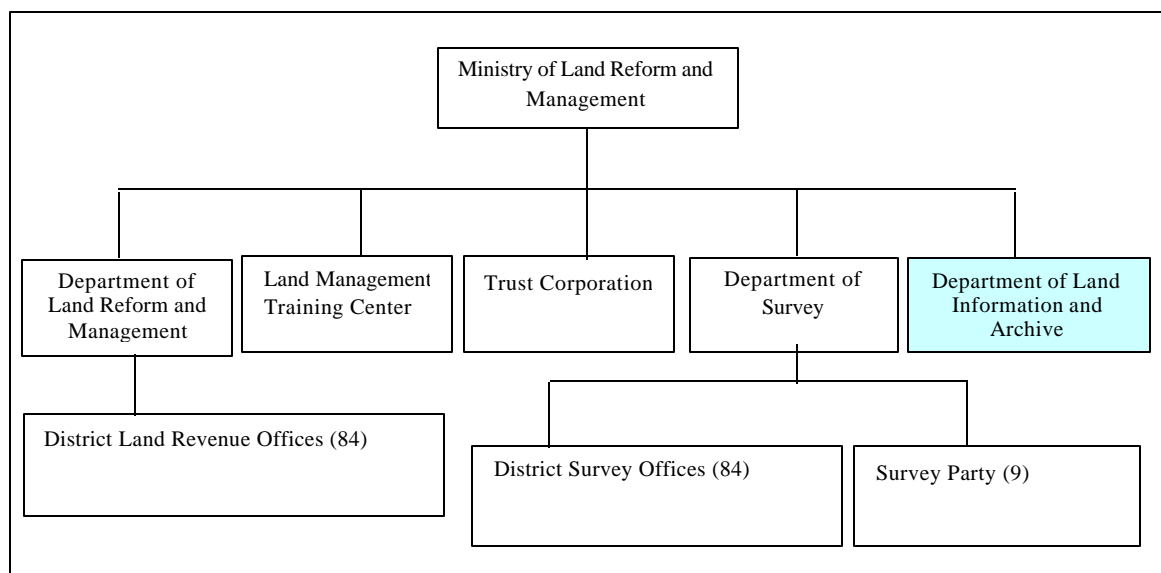 Ministry of Land Reform and
Management
Department of
Land Reform and
Management
Land Management
Training Center
Trust Corporation
Department of
Survey
Department of Land
Information and
Archive
District Land Revenue Offices (84)
District Survey Offices (84)
Survey Party (9)